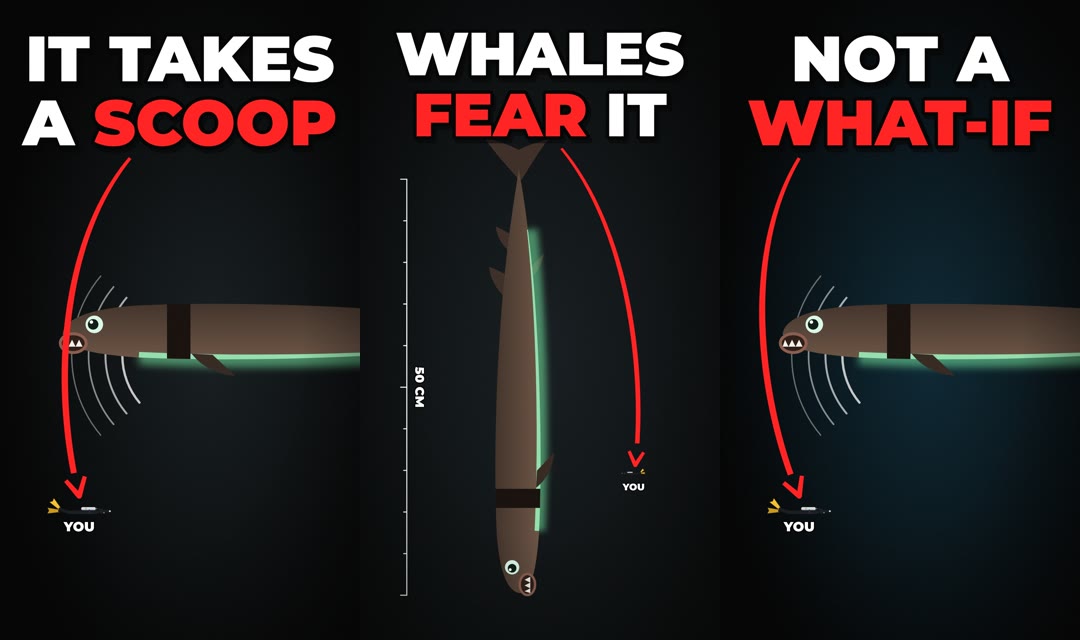 IT TAKES
A SCOOP
YOU
WHALES
FEAR IT
50 CM
YOU
NOT A
WHAT-IF
YOU